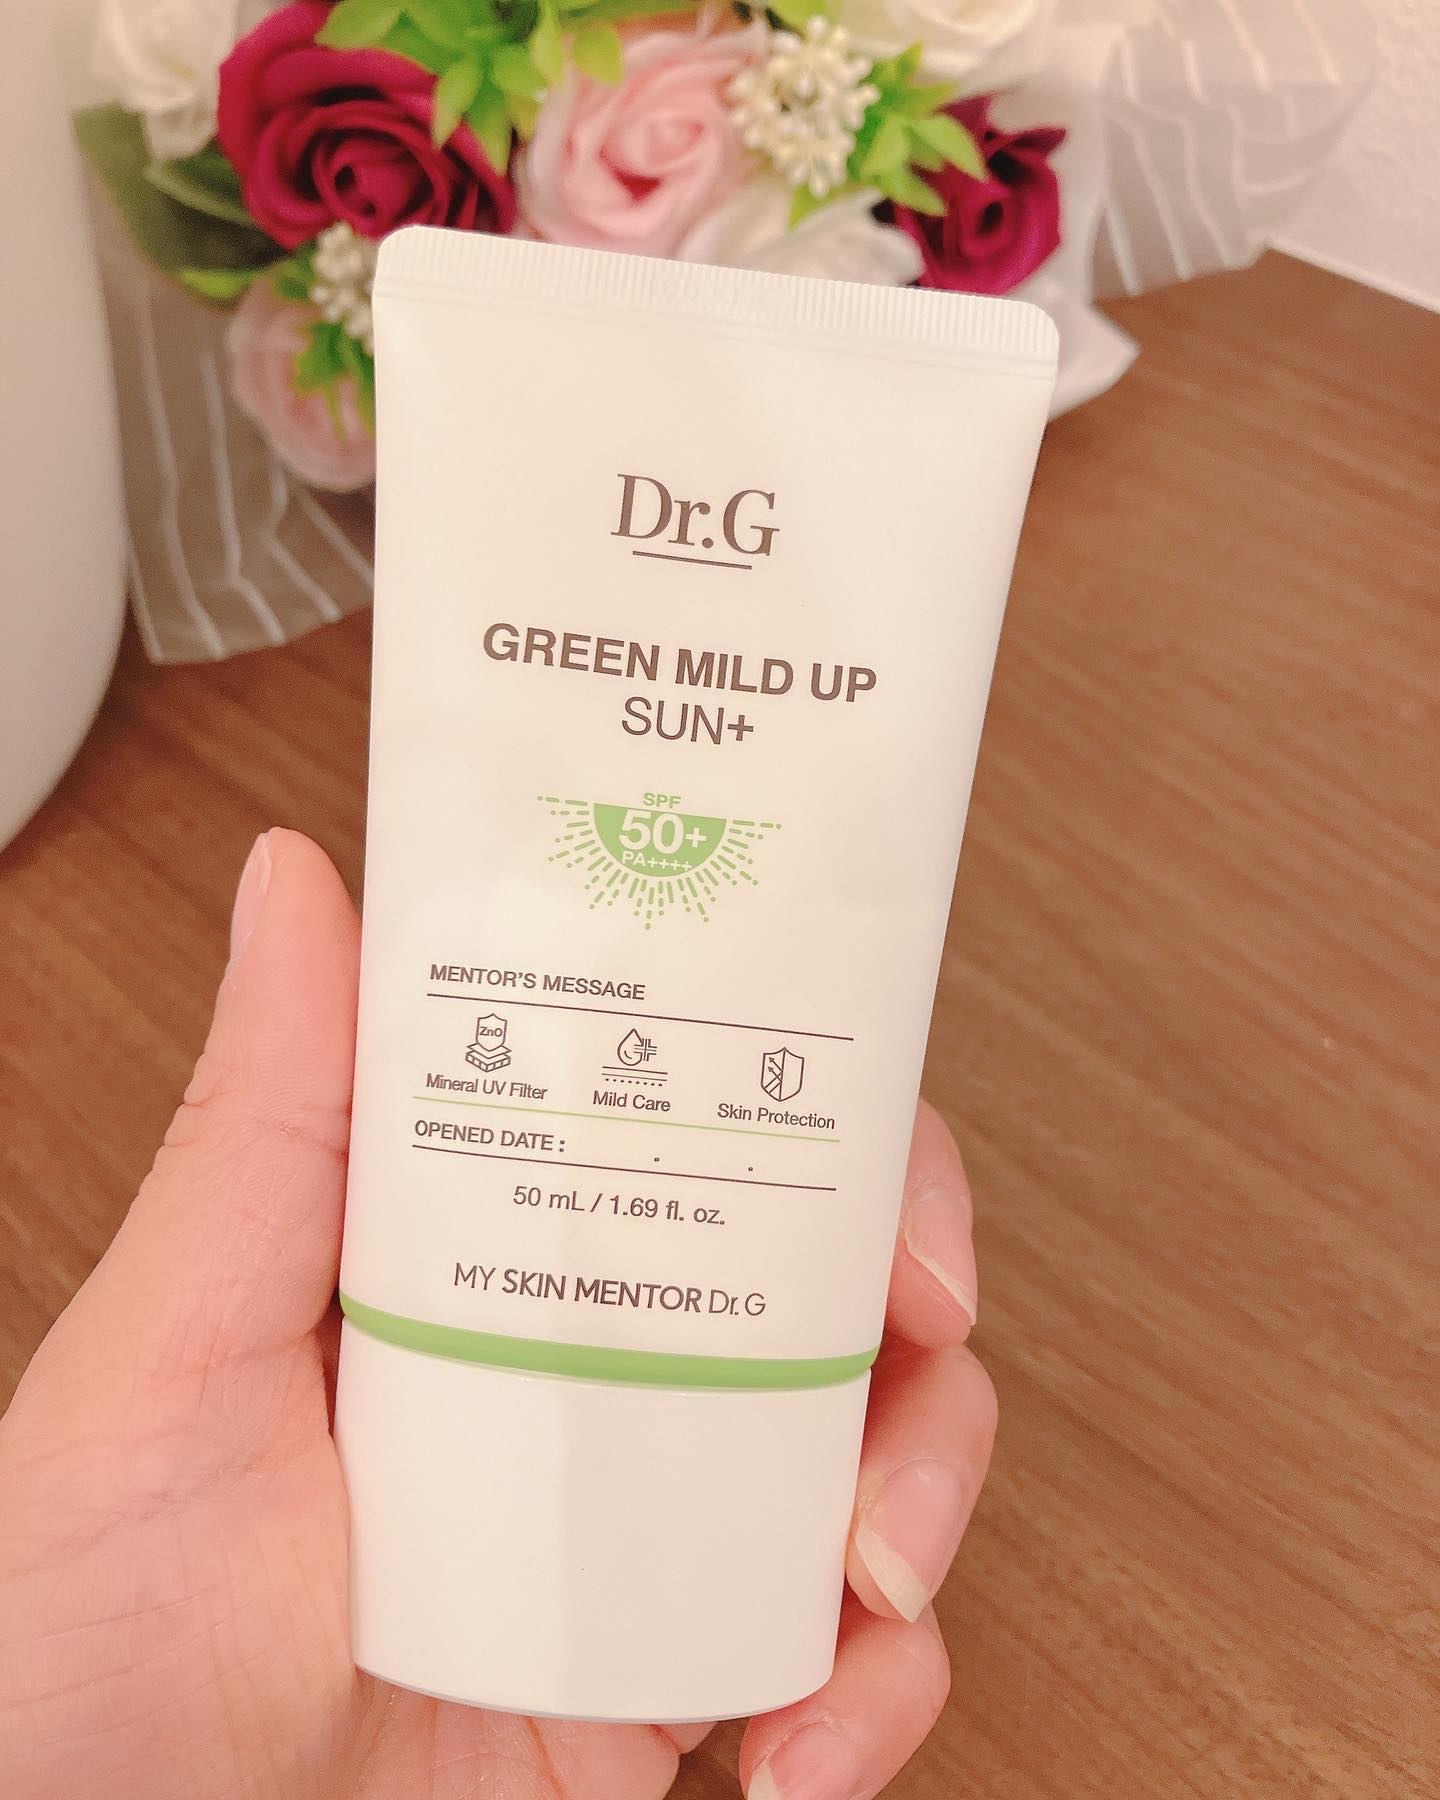 Dr.G
GREEN MILD UP
SUN+
SPF
50+
PA++++
MENTOR'S MESSAGE
ZnO
Mineral UV Filter
Mild Care
Skin Protection
OPENED DATE : . .
50 mL / 1.69 fl. oz.
MY SKIN MENTOR Dr.G